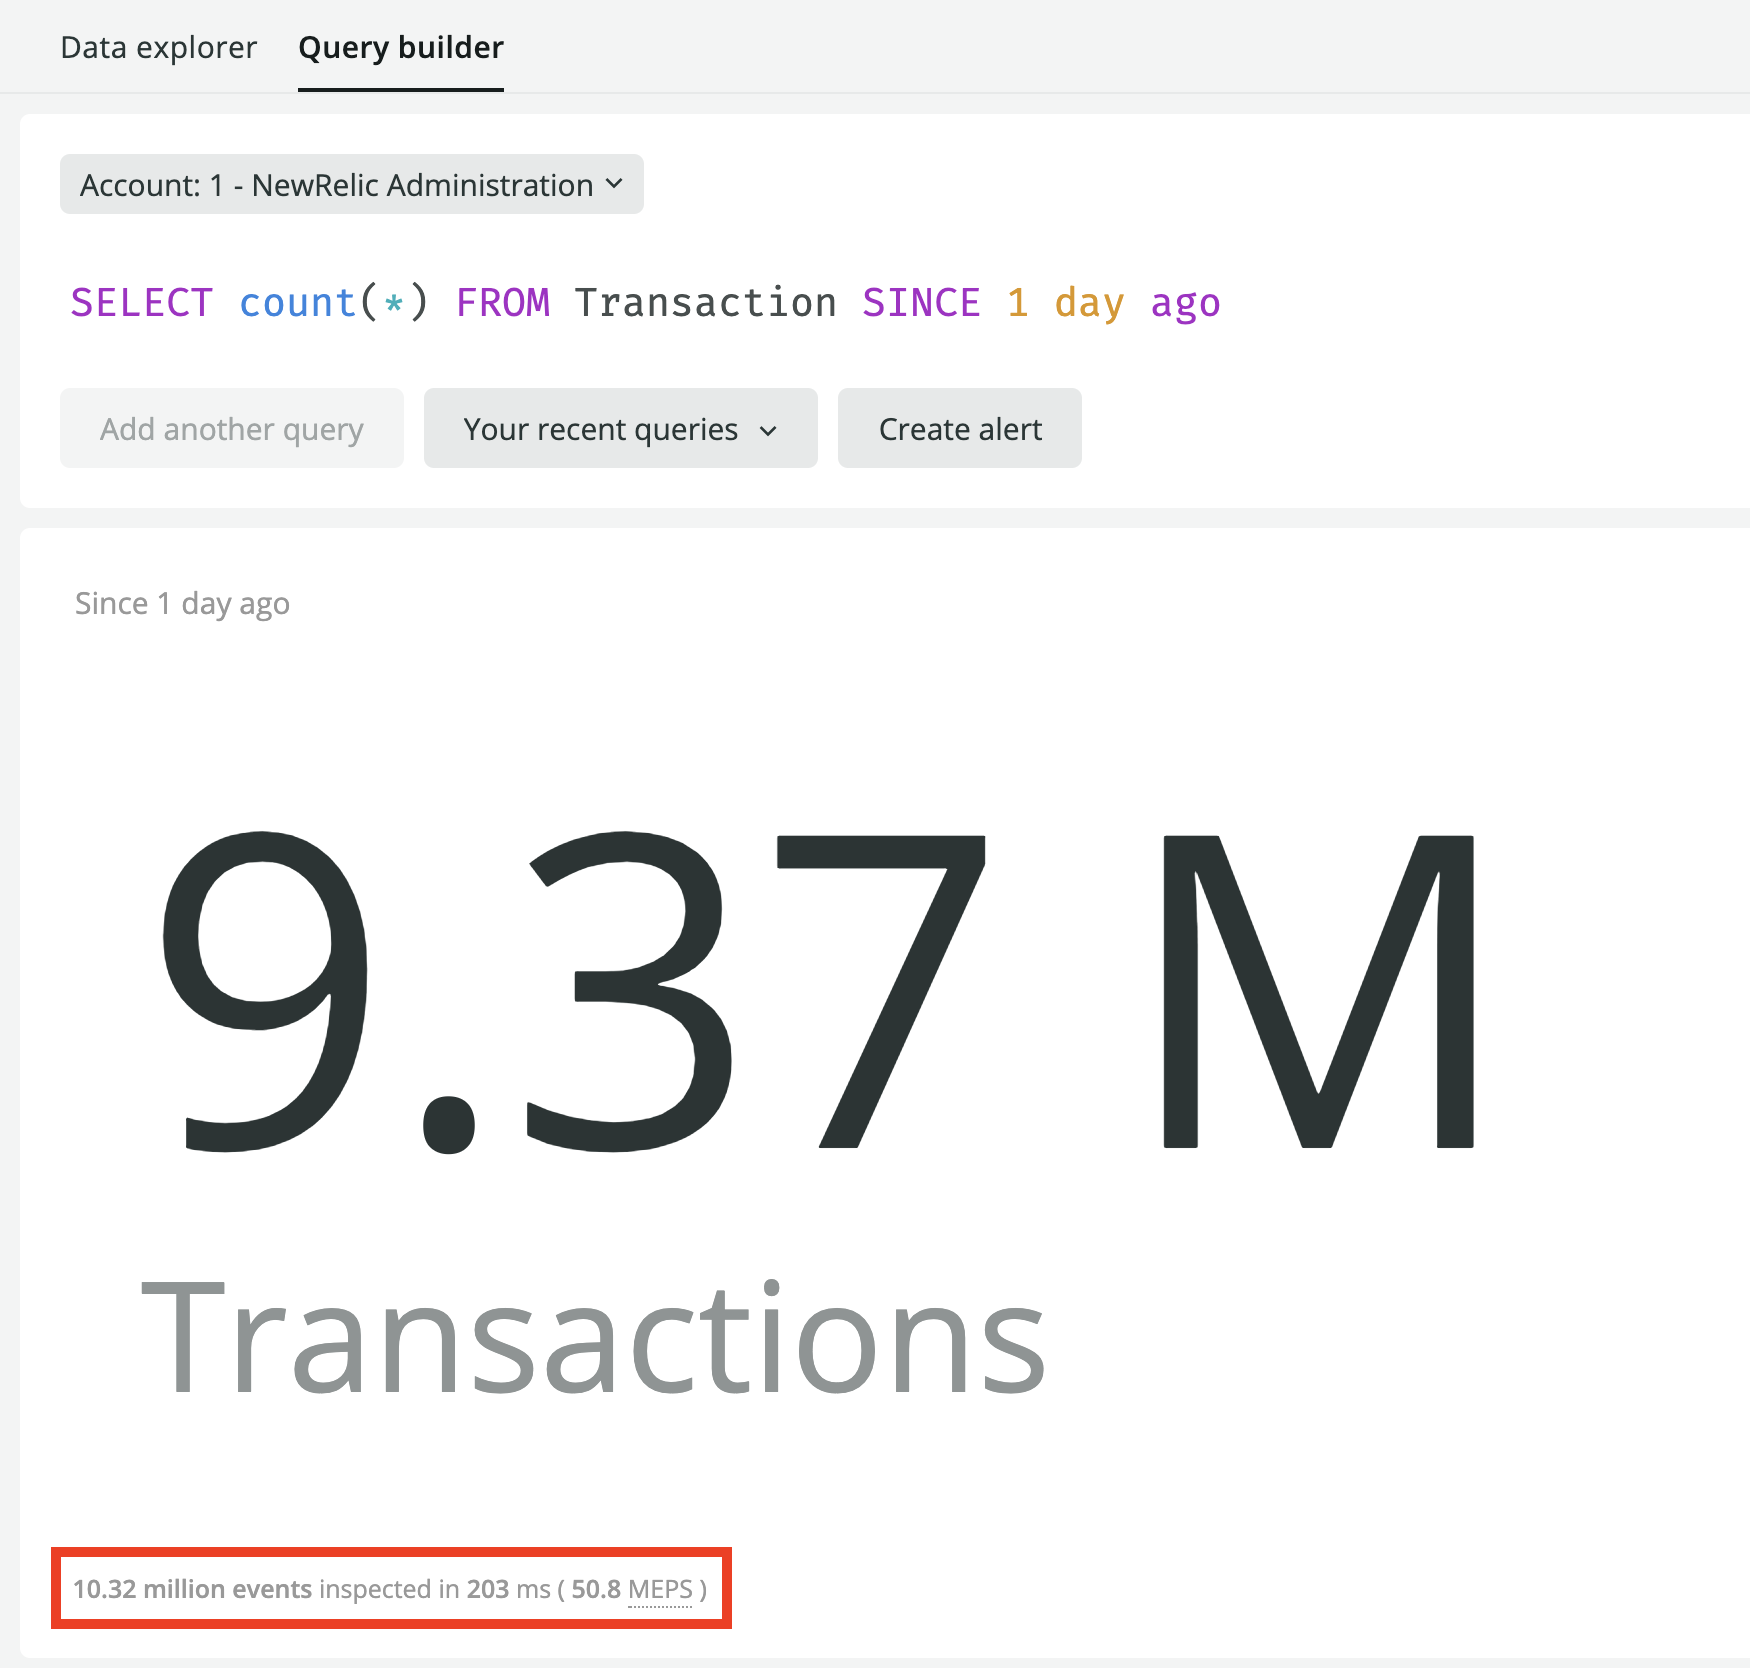 Data explorer Query builder
Account: 1 - NewRelic Administration
SELECT count(*) FROM Transaction SINCE 1 day ago
Add another query Your recent queries Create alert
Since 1 day ago
9.37 M
Transactions
10.32 million events inspected in 203 ms ( 50.8 MEPS )